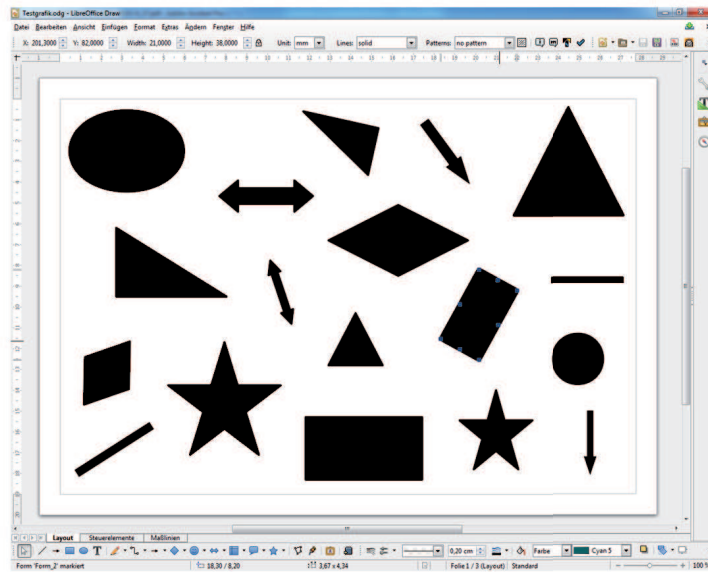 Testgrafik.odg - LibreOffice Draw
Datei Bearbeiten Ansicht Einfügen Format Extras Ändern Fenster Hilfe
X: 201,3000 Y: 82,0000 Width: 21,0000 Height: 38,0000 Unit: mm Lines: solid Patterns: no pattern
Layout Steuerelemente Maßlinien
0,20 cm Farbe Cyan 5
Form 'Form_2' markiert 18,30 / 8,20 3,67 x 4,34 Folie 1 / 3 (Layout) Standard 100 %